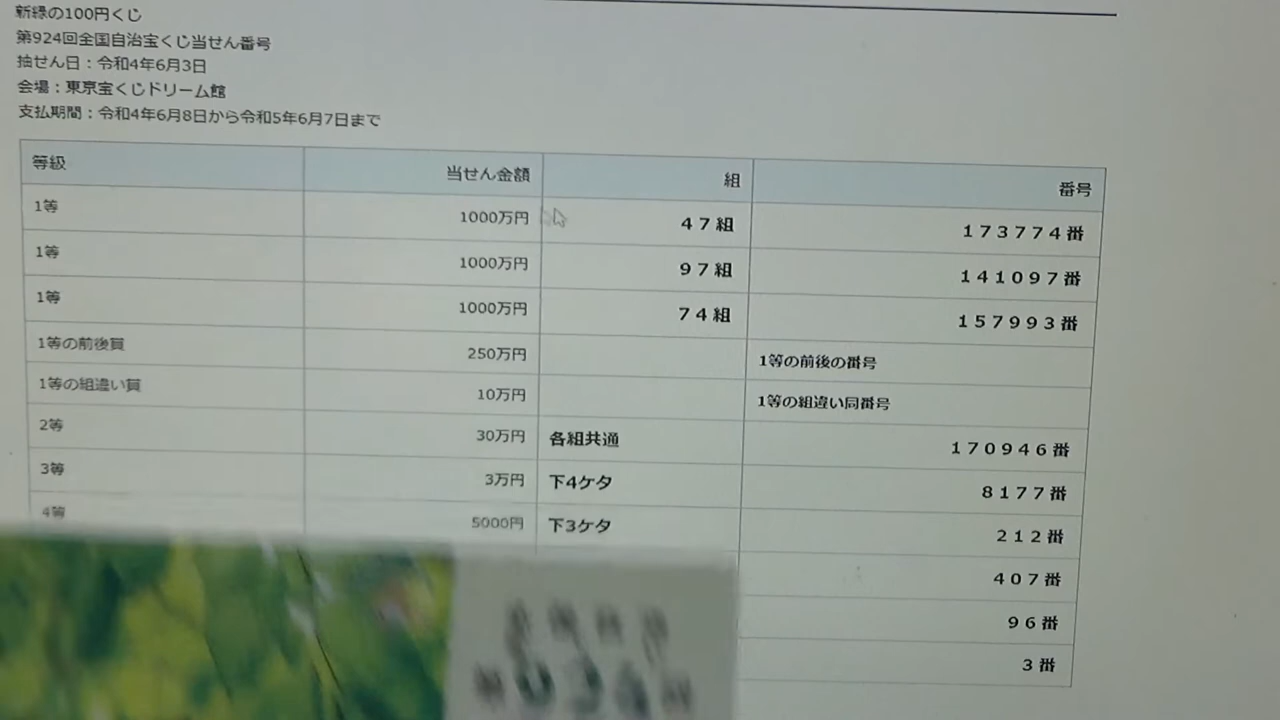 新緑の100円くじ
第924回全国自治宝くじ当せん番号
抽せん日：令和4年6月3日
会場：東京宝くじドリーム館
支払期間：令和4年6月8日から令和5年6月7日まで
等級 当せん金額 組 番号
1等 1000万円 47組 173774番
1等 1000万円 97組 141097番
1等 1000万円 74組 157993番
1等の前後賞 250万円 1等の前後の番号
1等の組違い賞 10万円 1等の組違い同番号
2等 30万円 各組共通 170946番
3等 3万円 下4ケタ 8177番
4等 5000円 下3ケタ 212番
407番
96番
3番